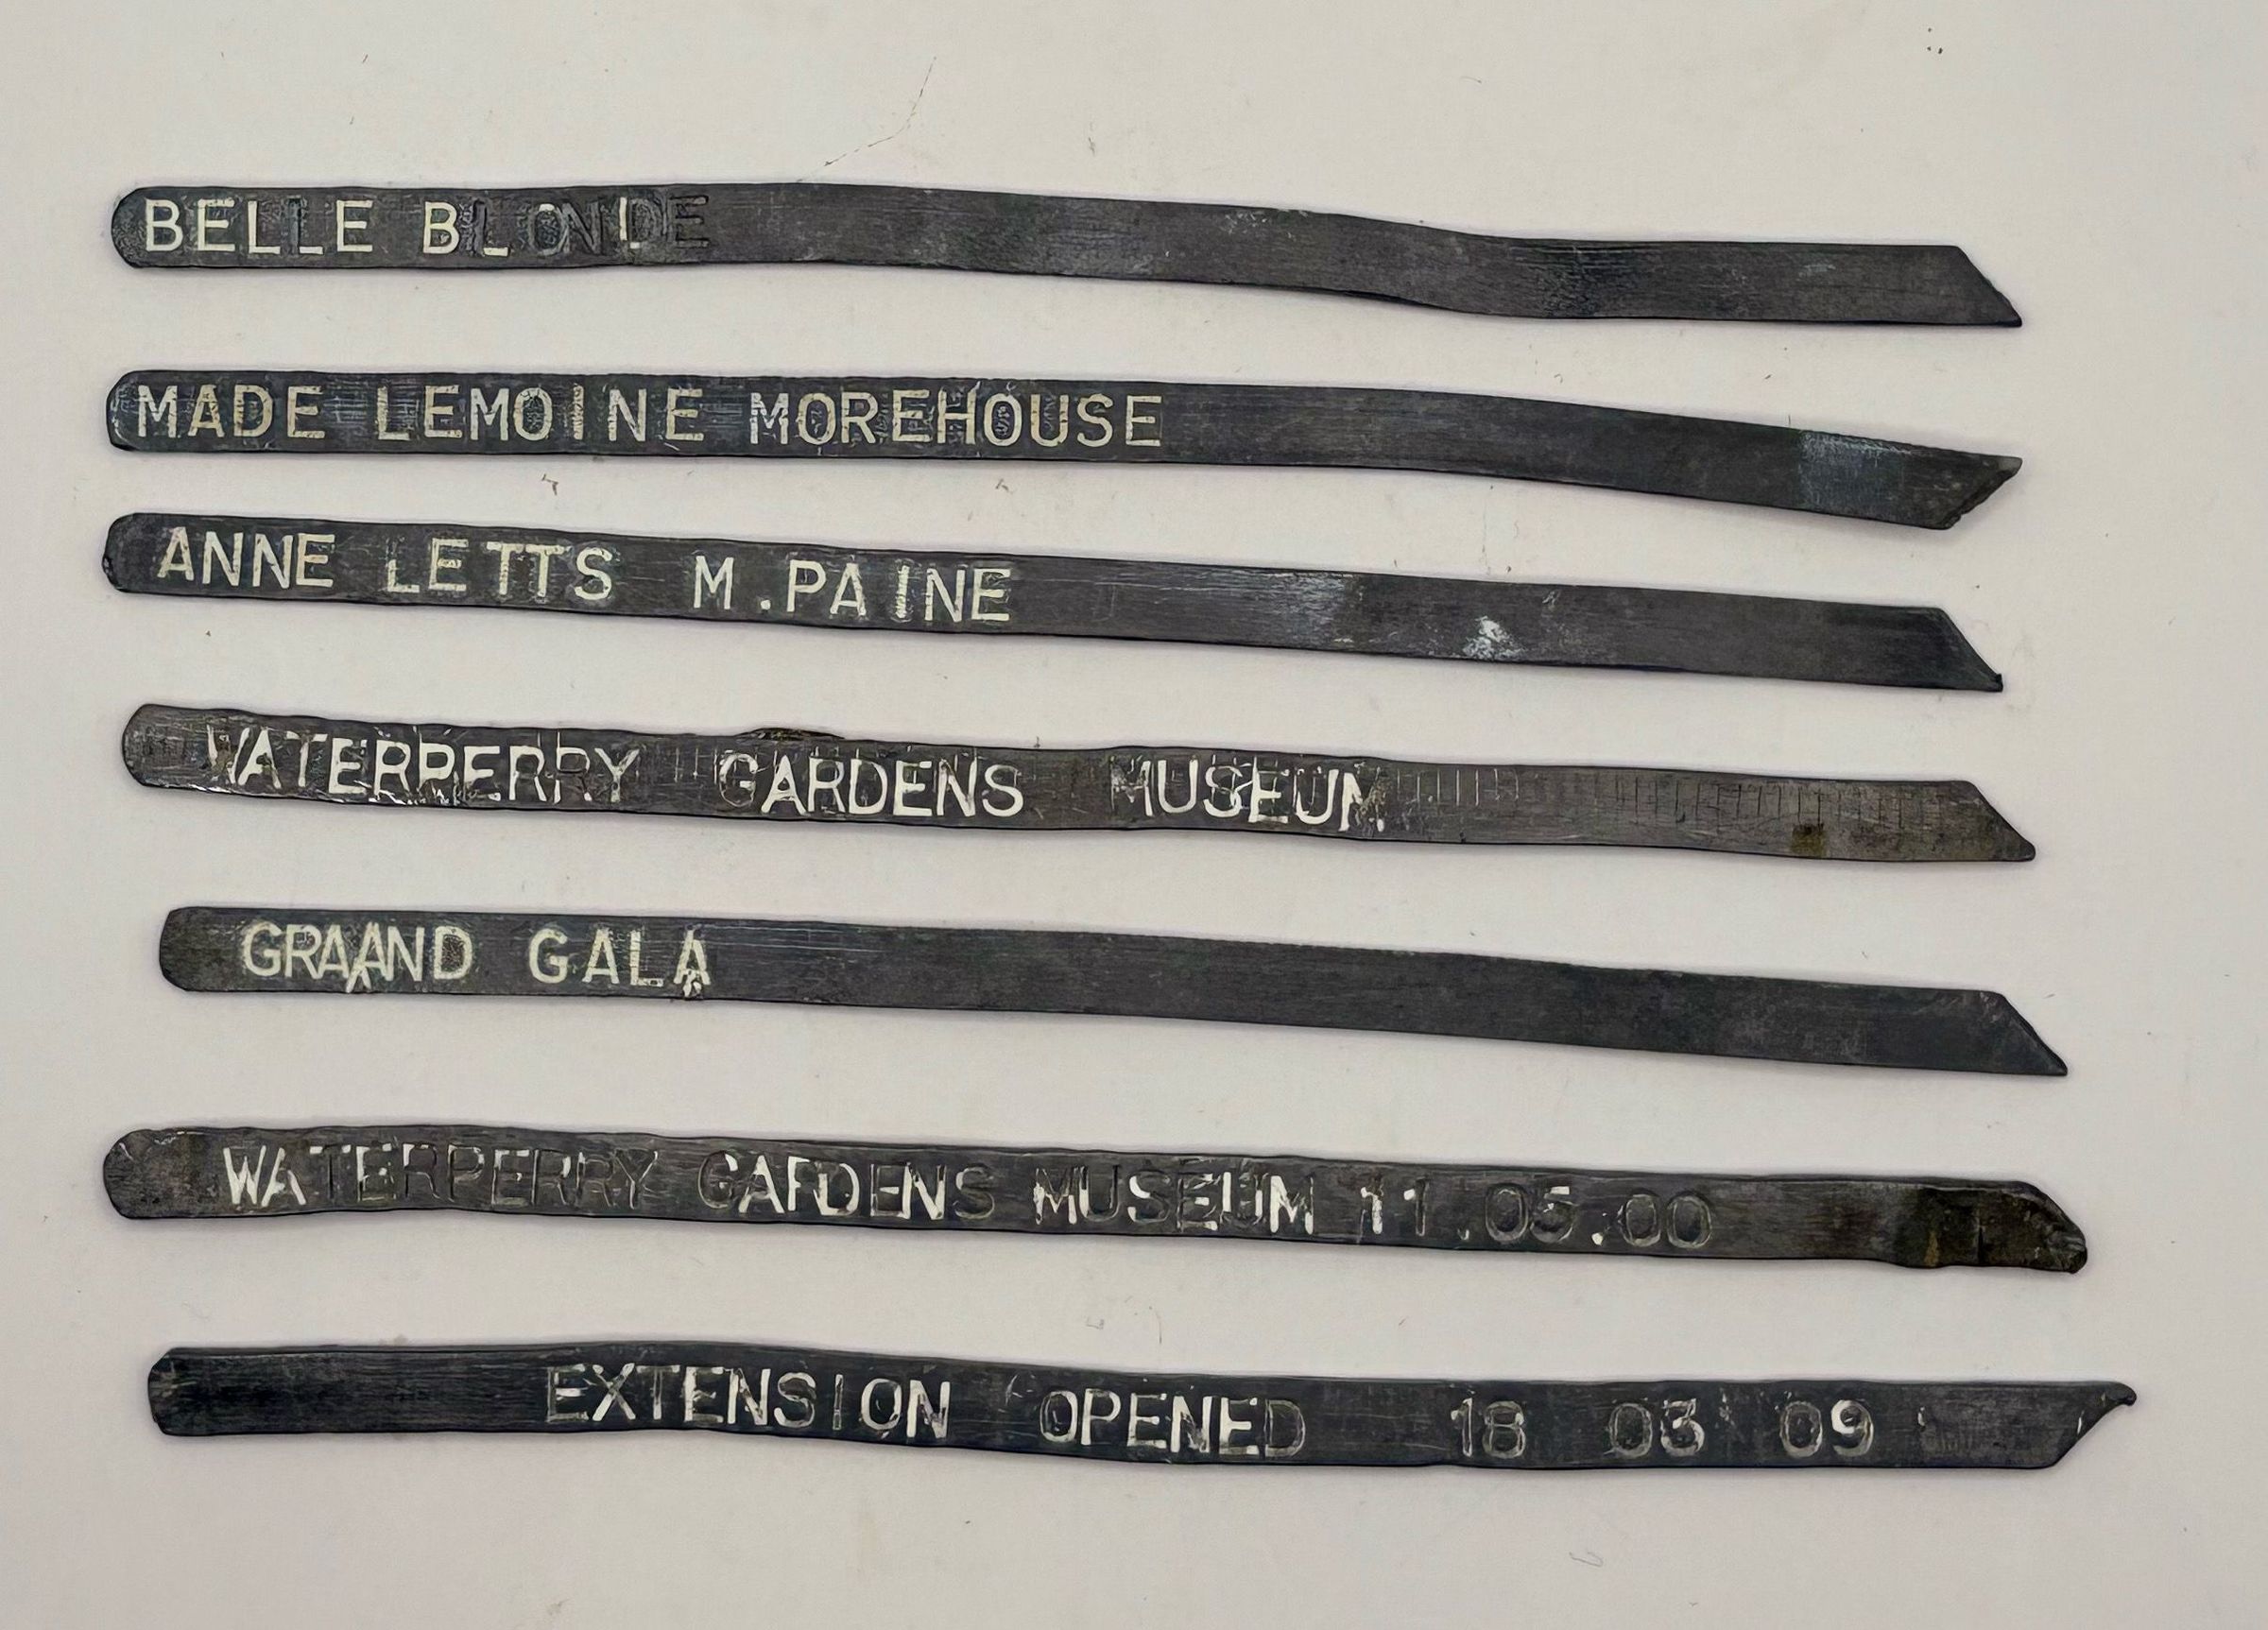 BELLE BLONDE
MADE LEMOINE MOREHOUSE
ANNE LETTS M.PAINE
WATERPERRY GARDENS MUSEUM
GRAAND GALA
WATERPERRY GARDENS MUSEUM 11.05.00
EXTENSION OPENED 18 03 09